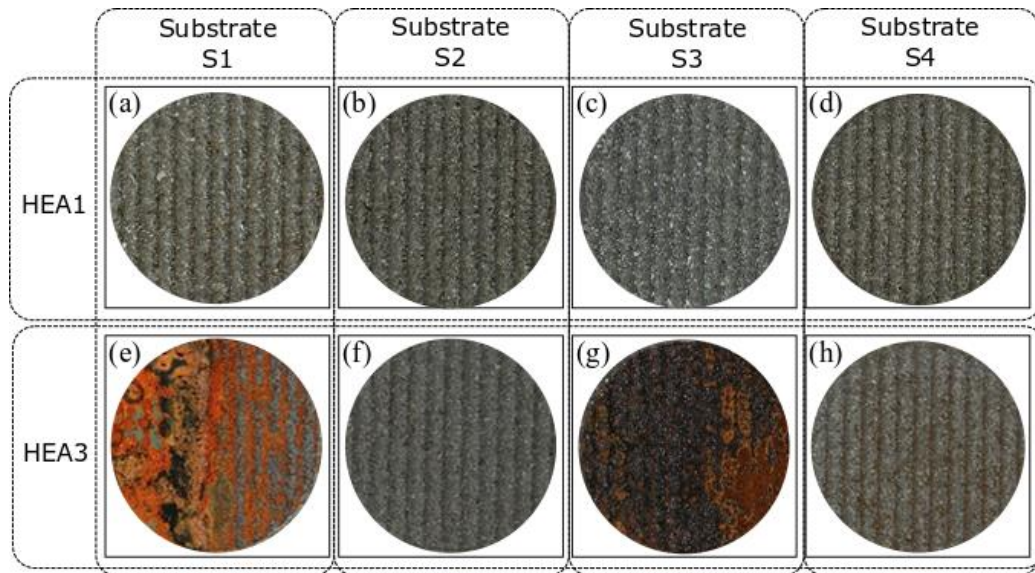 Substrate
S1
Substrate
S2
Substrate
S3
Substrate
S4
HEA1
(a)
(b)
(c)
(d)
HEA3
(e)
(f)
(g)
(h)